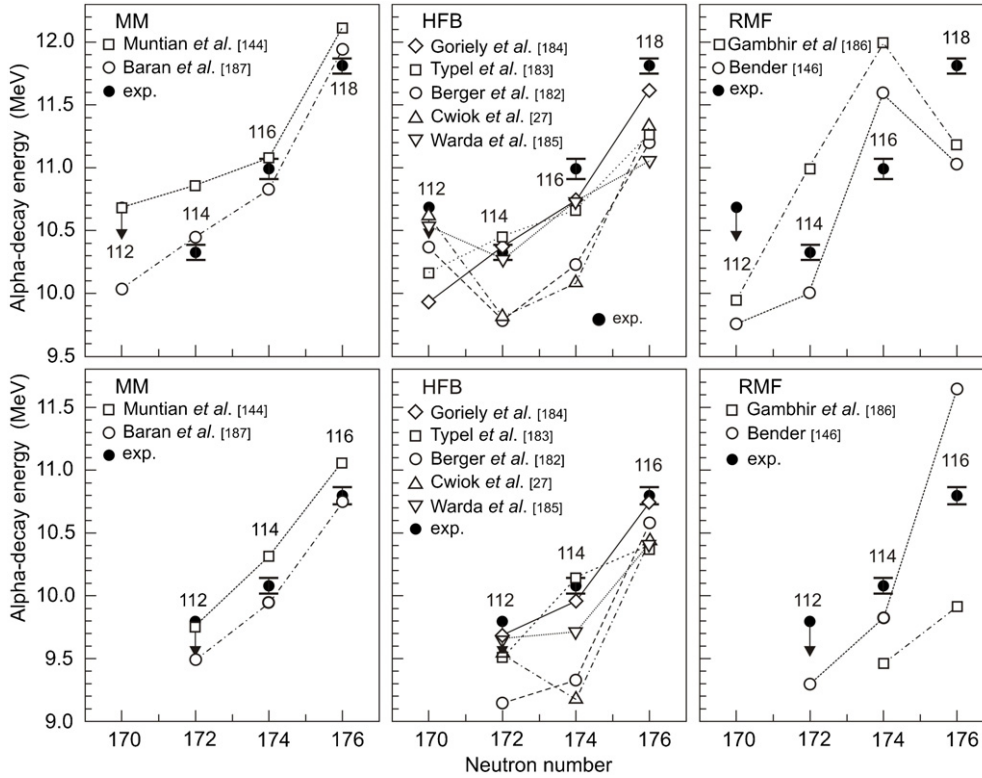 Alpha-decay energy (MeV)
12.0
11.5
11.0
10.5
10.0
9.5
MM
Muntian et al. [144]
Baran et al. [187]
exp.
118
116
114
112
HFB
Goriely et al. [184]
Typel et al. [183]
Berger et al. [182]
Cwiok et al. [27]
Warda et al. [185]
118
116
112
114
exp.
RMF
Gambhir et al [186]
Bender [146]
exp.
118
116
114
112
Alpha-decay energy (MeV)
11.5
11.0
10.5
10.0
9.5
9.0
MM
Muntian et al. [144]
Baran et al. [187]
exp.
116
114
112
170 172 174 176
HFB
Goriely et al. [184]
Typel et al. [183]
Berger et al. [182]
Cwiok et al. [27]
Warda et al. [185]
exp.
116
114
112
170 172 174 176
RMF
Gambhir et al. [186]
Bender [146]
exp.
116
114
112
170 172 174 176
Neutron number